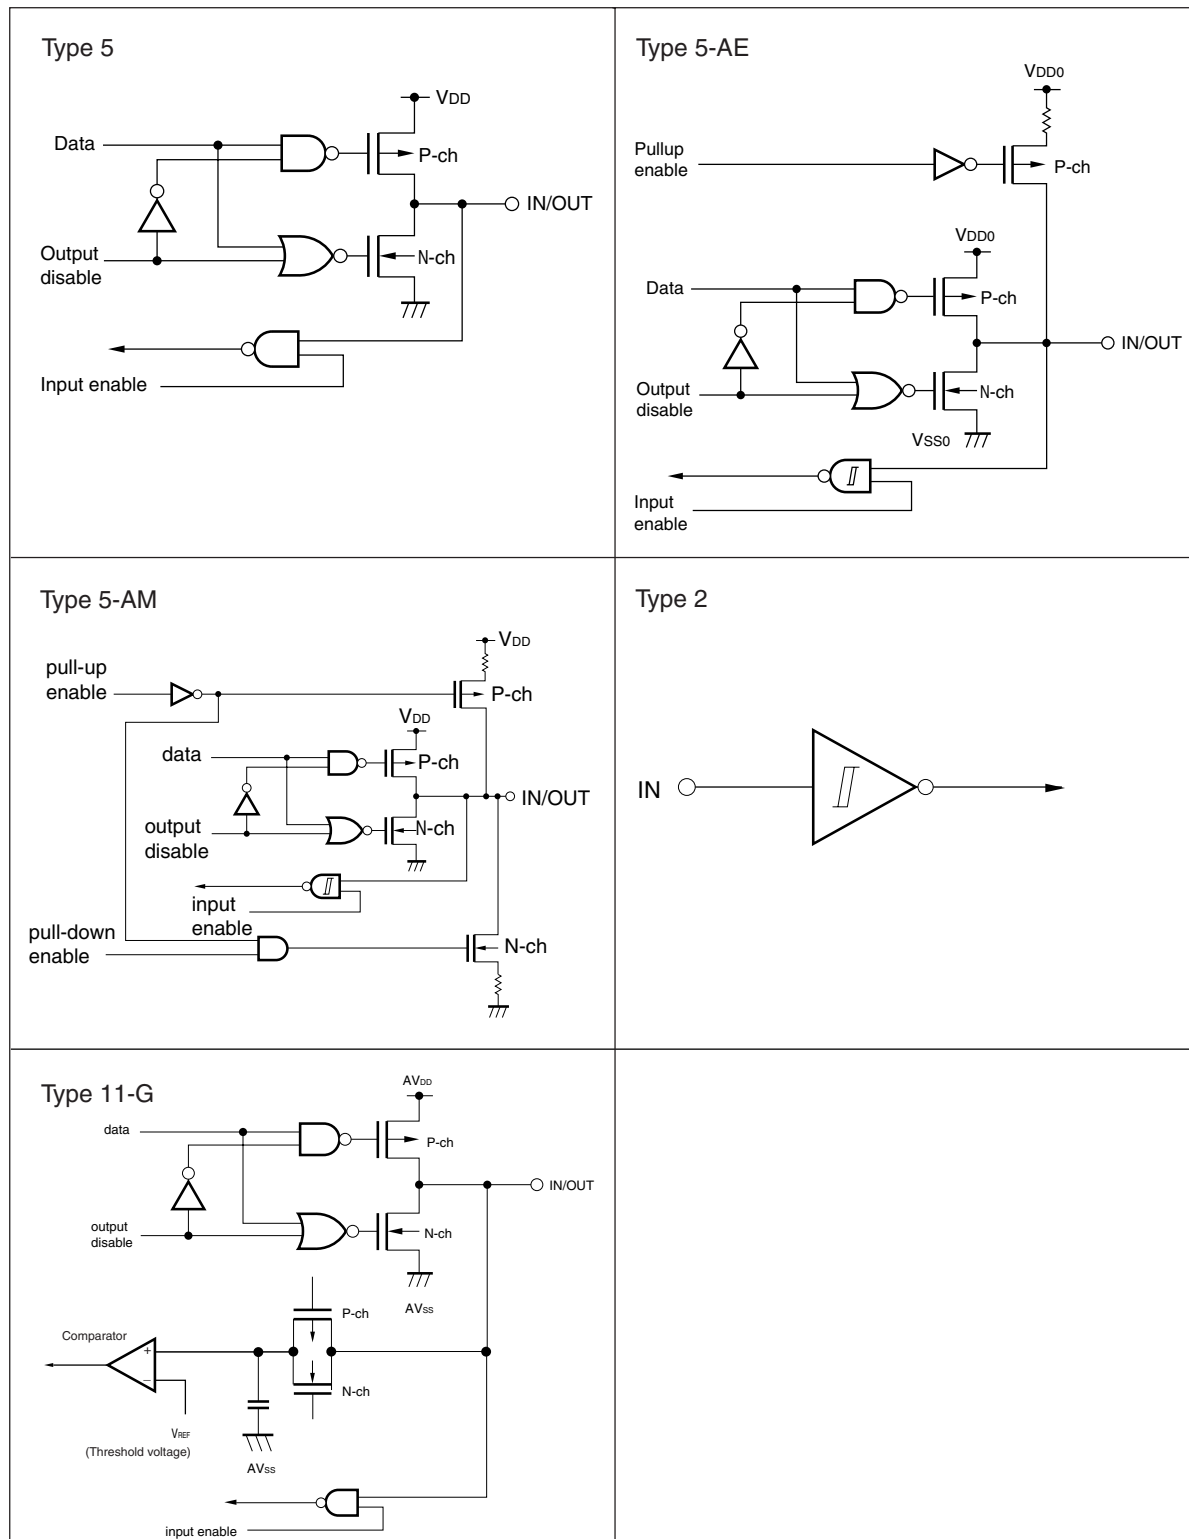 Type 5
VDD
Data
P-ch
IN/OUT
Output
disable
N-ch
Input enable
Type 5-AE
VDD0
Pullup
enable
P-ch
VDD0
Data
P-ch
IN/OUT
Output
disable
N-ch
VSS0
Input
enable
Type 5-AM
VDD
pull-up
enable
P-ch
VDD
data
P-ch
IN/OUT
output
disable
N-ch
input
enable
pull-down
enable
N-ch
Type 2
IN
Type 11-G
AVDD
data
P-ch
IN/OUT
output
disable
N-ch
AVSS
P-ch
Comparator
+
−
N-ch
VREF
(Threshold voltage)
AVSS
input enable